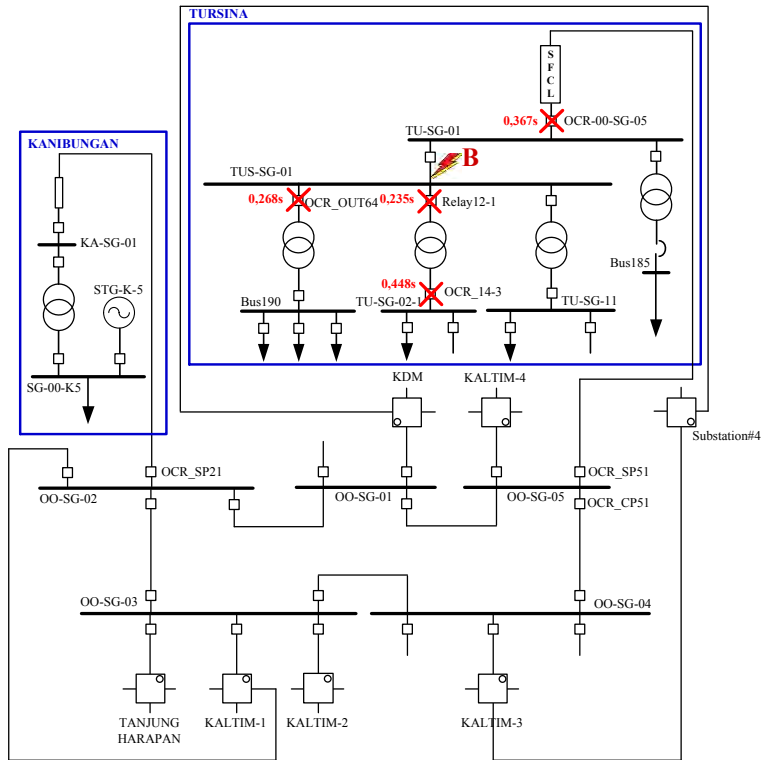 TURSINA
S
F
C
L
0,367s
OCR-00-SG-05
TU-SG-01
B
KANIBUNGAN
TUS-SG-01
0,268s
OCR_OUT64
0,235s
Relay12-1
KA-SG-01
STG-K-5
Bus185
0,448s
OCR_14-3
Bus190
TU-SG-02-1
TU-SG-11
SG-00-K5
KDM
KALTIM-4
Substation#4
OCR_SP21
OCR_SP51
OO-SG-02
OO-SG-01
OO-SG-05
OCR_CP51
OO-SG-03
OO-SG-04
TANJUNG
HARAPAN
KALTIM-1
KALTIM-2
KALTIM-3